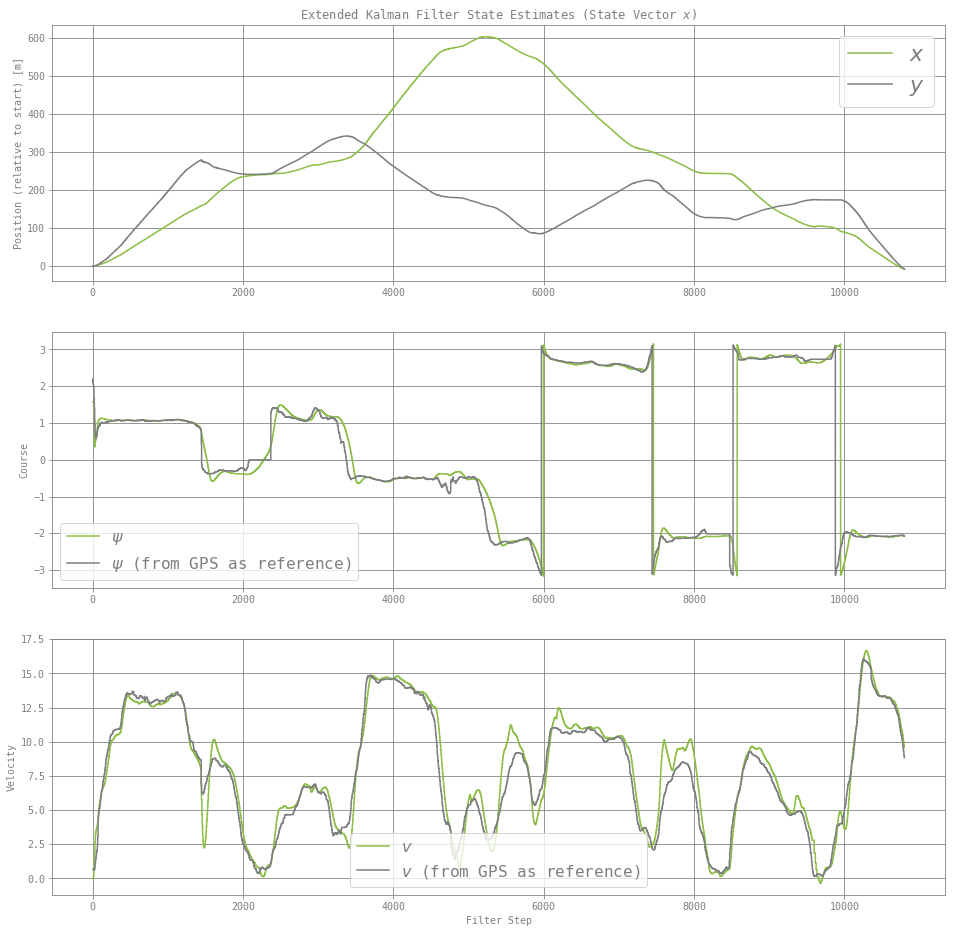 Extended Kalman Filter State Estimates (State Vector x)
Position (relative to start) [m]
600
500
400
300
200
100
0
x
y
0 2000 4000 6000 8000 10000
Course
3
2
1
0
−1
−2
−3
ψ
ψ (from GPS as reference)
0 2000 4000 6000 8000 10000
Velocity
17.5
15.0
12.5
10.0
7.5
5.0
2.5
0.0
v
v (from GPS as reference)
0 2000 4000 6000 8000 10000
Filter Step